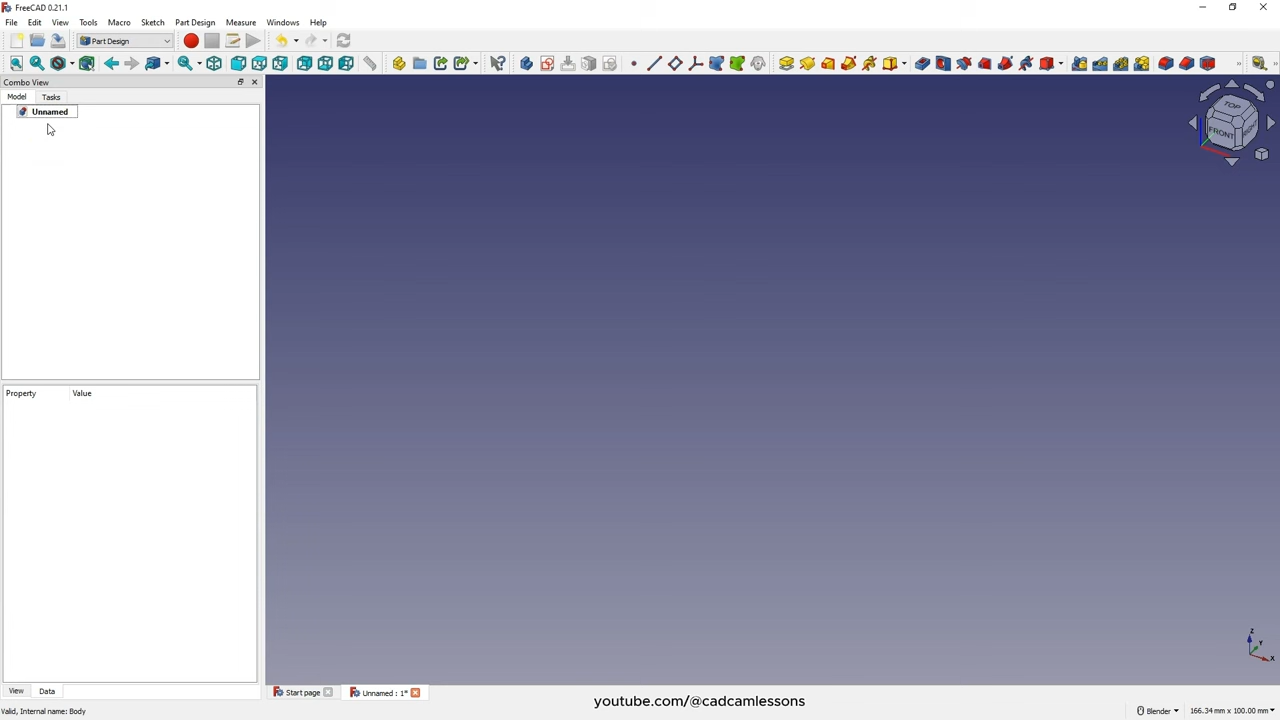 FreeCAD 0.21.1
File Edit View Tools Macro Sketch Part Design Measure Windows Help
Part Design
Combo View
Model Tasks
Unnamed
TOP
FRONT
RIGHT
Property Value
Z
Y
X
View Data
Start page Unnamed : 1*
youtube.com/@cadcamlessons
Valid, Internal name: Body
Blender 166.34 mm x 100.00 mm